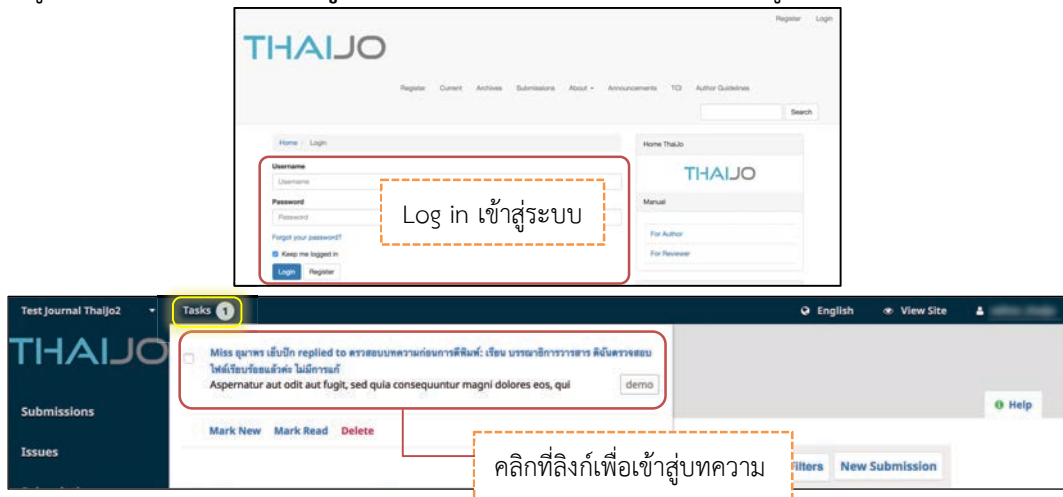 Register Login
THAIJO
Register Current Archives Submissions About Announcements TCI Author Guidelines
Search
Home / Login
Home ThaiJo
Username
Username
THAIJO
Password
Manual
Password
Log in เข้าสู่ระบบ
Forgot your password?
For Author
Keep me logged in
For Reviewer
Login Register
Test Journal ThaiJo2 Tasks 1 English View Site
THAIJO
Miss อุมาพร เย็บปัก replied to ตรวจสอบบทความก่อนการตีพิมพ์: เรียน บรรณาธิการวารสาร ดิฉันตรวจสอบ
ไฟล์เรียบร้อยแล้วค่ะ ไม่มีการแก้
Aspernatur aut odit aut fugit, sed quia consequuntur magni dolores eos, qui demo
Help
Submissions
Mark New Mark Read Delete
Issues
คลิกที่ลิงก์เพื่อเข้าสู่บทความ
Filters New Submission